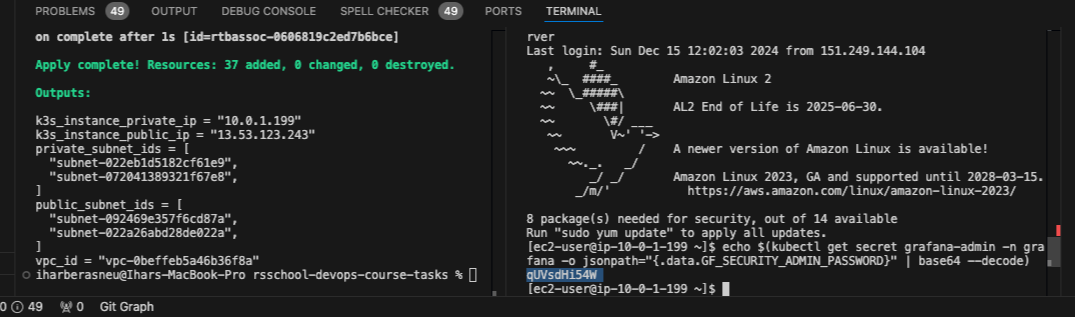 PROBLEMS 49 OUTPUT DEBUG CONSOLE SPELL CHECKER 49 PORTS TERMINAL
on complete after 1s [id=rtbassoc-0606819c2ed7b6bce]
Apply complete! Resources: 37 added, 0 changed, 0 destroyed.
Outputs:
k3s_instance_private_ip = "10.0.1.199"
k3s_instance_public_ip = "13.53.123.243"
private_subnet_ids = [
"subnet-022eb1d5182cf61e9",
"subnet-072041389321f67e8",
]
public_subnet_ids = [
"subnet-092469e357f6cd87a",
"subnet-022a26abd28de022a",
]
vpc_id = "vpc-0beffeb5a46b36f8a"
iharberasneu@Ihars-MacBook-Pro rsschool-devops-course-tasks %
rver
Last login: Sun Dec 15 12:02:03 2024 from 151.249.144.104
   ,     #_
   ~\_  ####_        Amazon Linux 2
  ~~  \_#####\
  ~~     \###|       AL2 End of Life is 2025-06-30.
  ~~       \#/ ___
   ~~       V~' '->
    ~~~         /    A newer version of Amazon Linux is available!
      ~~._.   _/
         _/ _/       Amazon Linux 2023, GA and supported until 2028-03-15.
       _/m/'           https://aws.amazon.com/linux/amazon-linux-2023/
8 package(s) needed for security, out of 14 available
Run "sudo yum update" to apply all updates.
[ec2-user@ip-10-0-1-199 ~]$ echo $(kubectl get secret grafana-admin -n gra
fana -o jsonpath="{.data.GF_SECURITY_ADMIN_PASSWORD}" | base64 --decode)
qUVsdHi54W
[ec2-user@ip-10-0-1-199 ~]$
0 49 0 Git Graph